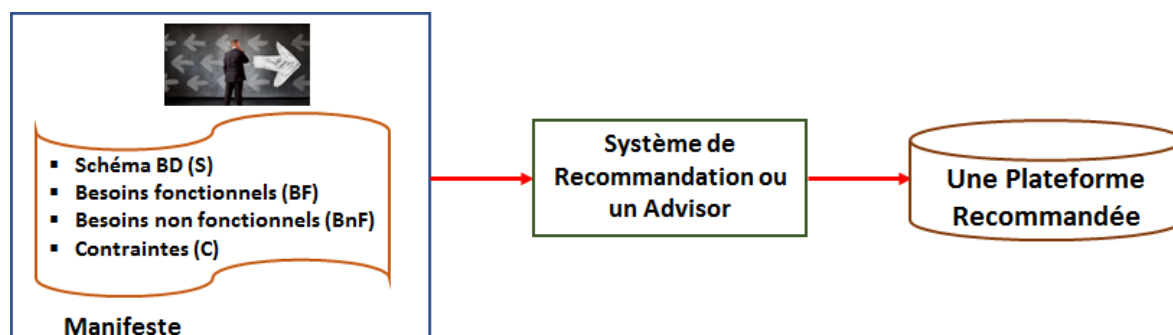 ▪ Schéma BD (S)
▪ Besoins fonctionnels (BF)
▪ Besoins non fonctionnels (BnF)
▪ Contraintes (C)
Manifeste
Système de
Recommandation ou
un Advisor
Une Plateforme
Recommandée